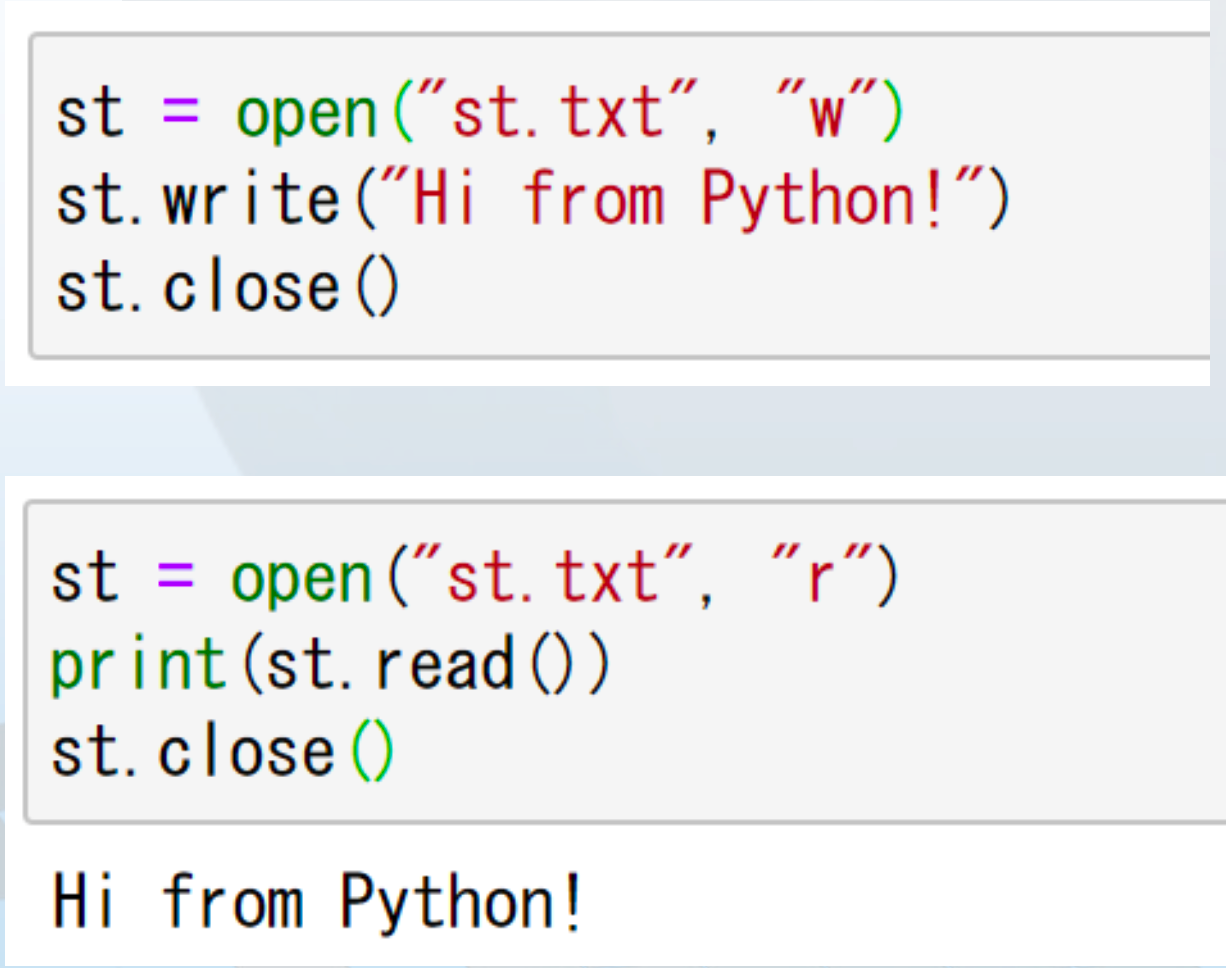 st = open("st.txt", "w")
st.write("Hi from Python!")
st.close()
st = open("st.txt", "r")
print(st.read())
st.close()
Hi from Python!